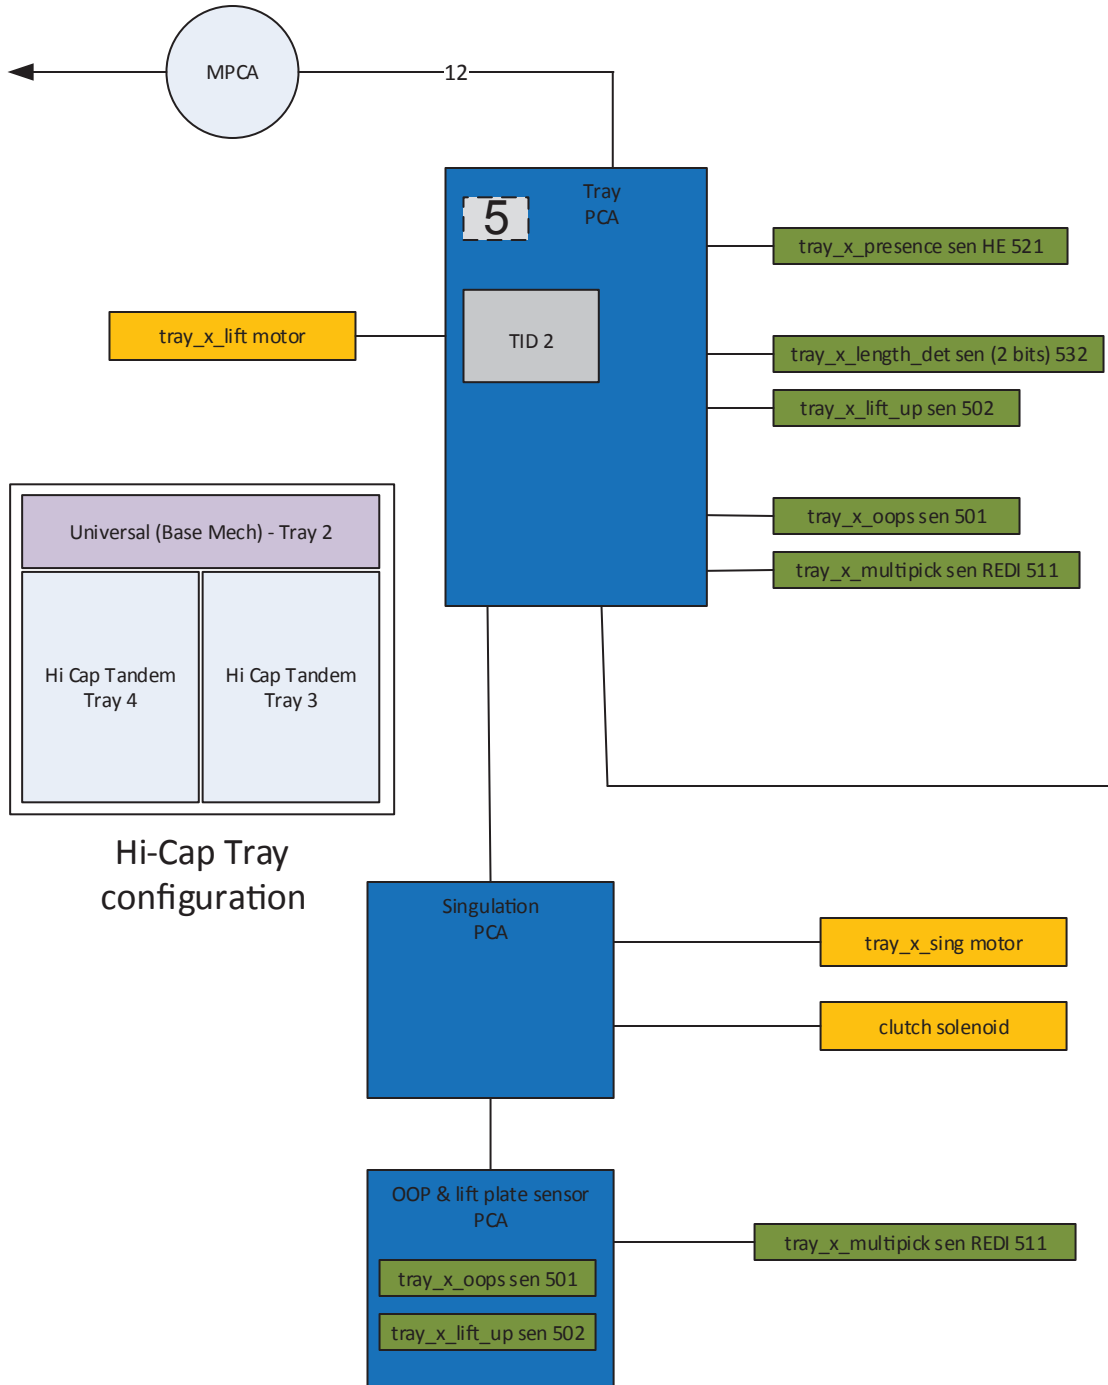 MPCA
12
Tray
PCA
5
tray_x_presence sen HE 521
tray_x_lift motor
TID 2
tray_x_length_det sen (2 bits) 532
tray_x_lift_up sen 502
tray_x_oops sen 501
tray_x_multipick sen REDI 511
Universal (Base Mech) - Tray 2
Hi Cap Tandem
Tray 4
Hi Cap Tandem
Tray 3
Hi-Cap Tray
configuration
Singulation
PCA
tray_x_sing motor
clutch solenoid
OOP & lift plate sensor
PCA
tray_x_multipick sen REDI 511
tray_x_oops sen 501
tray_x_lift_up sen 502